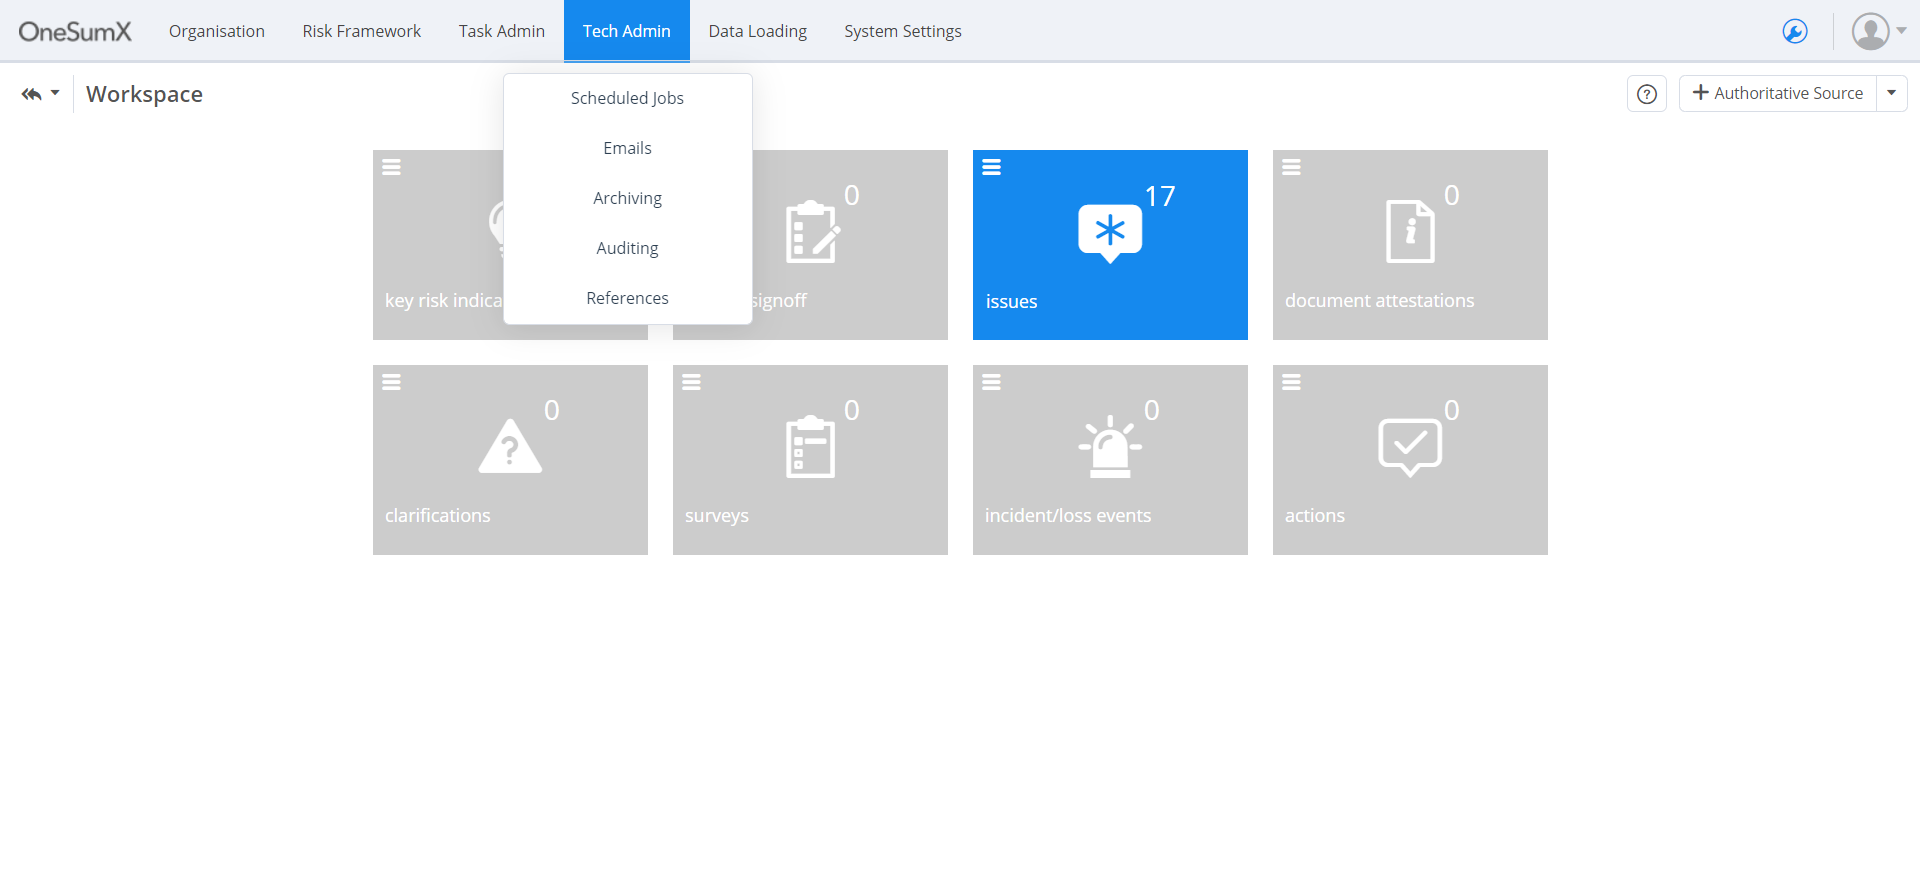 OneSumX
Organisation
Risk Framework
Task Admin
Tech Admin
Data Loading
System Settings
Workspace
?
Authoritative Source
Scheduled Jobs
Emails
Archiving
Auditing
References
key risk
0
signoff
17
issues
0
document attestations
0
clarifications
0
surveys
0
incident/loss events
0
actions